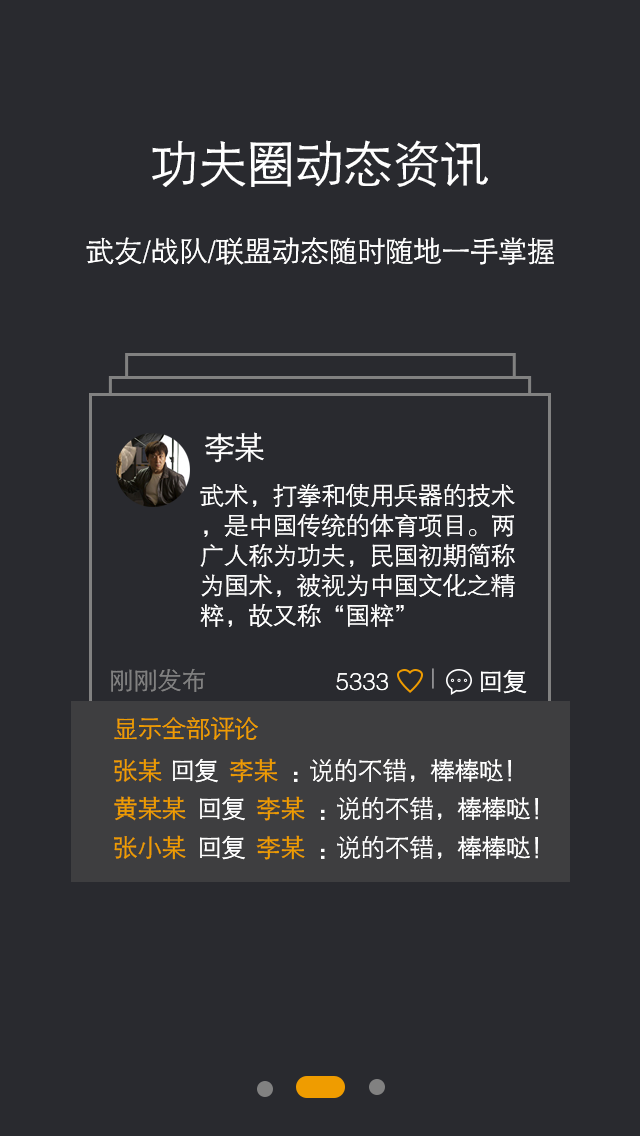 功夫圈动态资讯
武友/战队/联盟动态随时随地一手掌握
李某
武术，打拳和使用兵器的技术
，是中国传统的体育项目。两
广人称为功夫，民国初期简称
为国术，被视为中国文化之精
粹，故又称“国粹”
刚刚发布 5333 回复
显示全部评论
张某 回复 李某 ：说的不错，棒棒哒！
黄某某 回复 李某 ：说的不错，棒棒哒！
张小某 回复 李某 ：说的不错，棒棒哒！